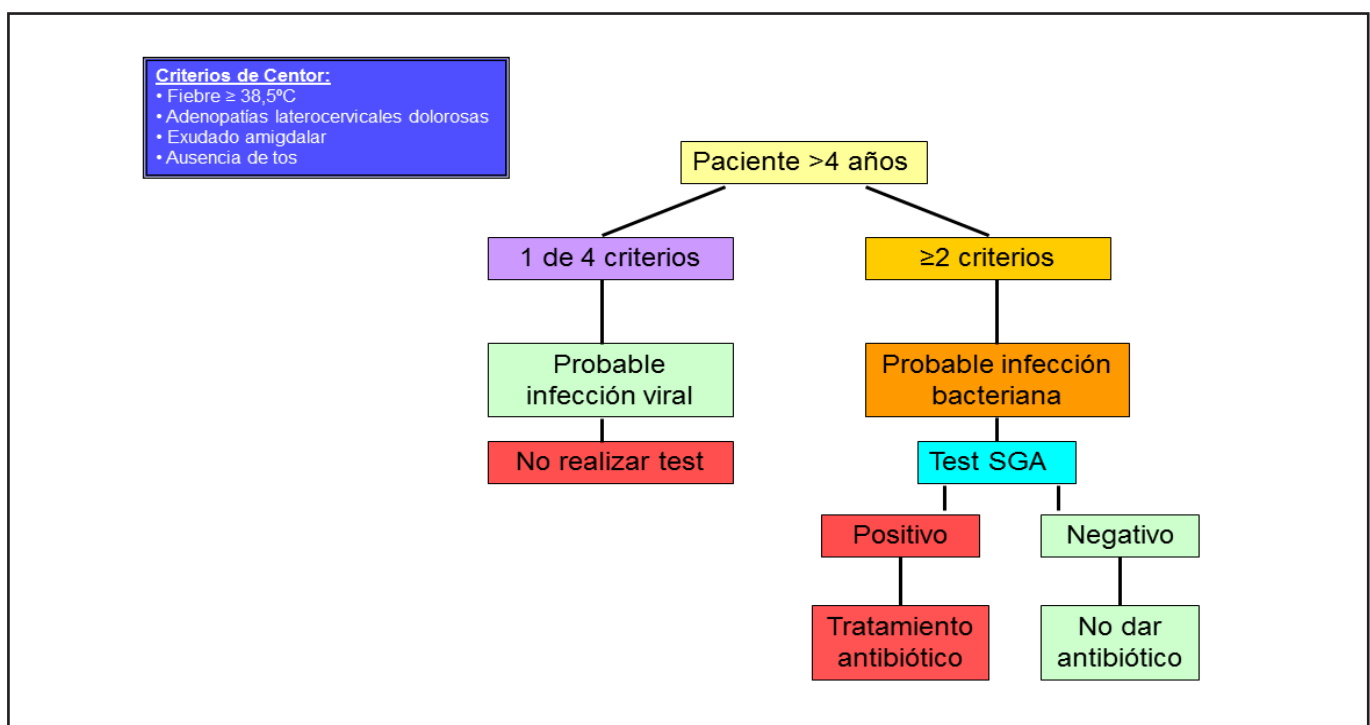 Criterios de Centor:
• Fiebre ≥ 38,5ºC
• Adenopatías laterocervicales dolorosas
• Exudado amigdalar
• Ausencia de tos
Paciente >4 años
1 de 4 criterios
≥2 criterios
Probable
infección viral
Probable infección
bacteriana
No realizar test
Test SGA
Positivo
Negativo
Tratamiento
antibiótico
No dar
antibiótico